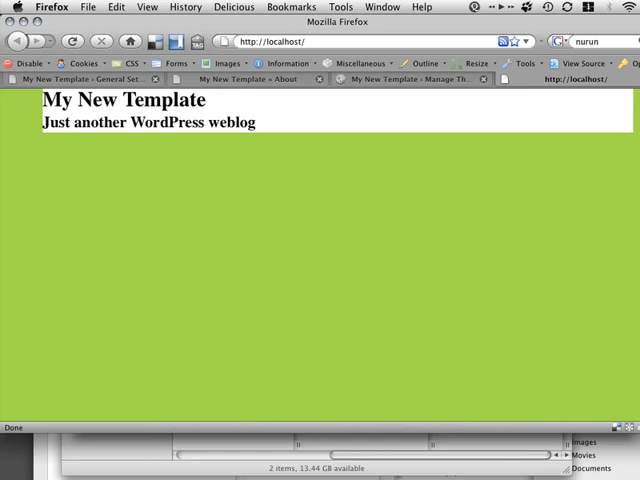 Firefox File Edit View History Delicious Bookmarks Tools Window Help
Mozilla Firefox
http://localhost/
nurun
Disable Cookies CSS Forms Images Information Miscellaneous Outline Resize Tools View Source
My New Template › General Set... My New Template » About My New Template › Manage Th... http://localhost/
My New Template
Just another WordPress weblog
Done
Images
Movies
2 items, 13.44 GB available
Documents